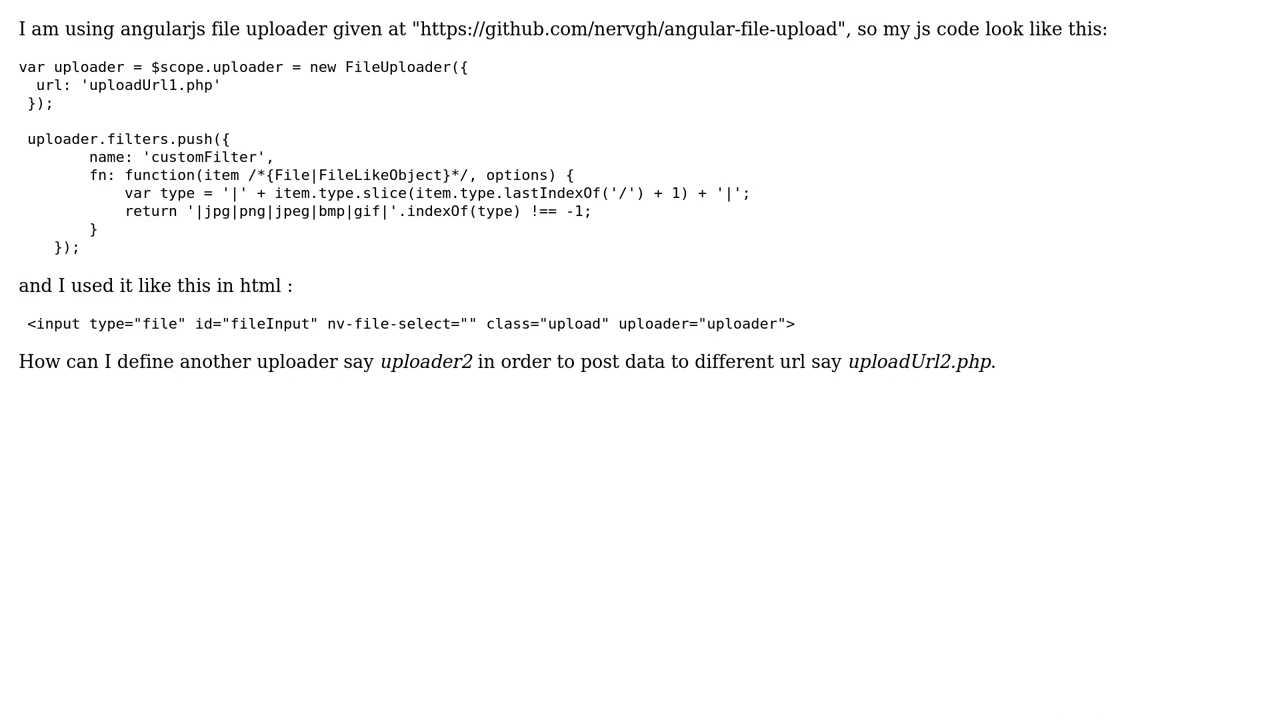 I am using angularjs file uploader given at "https://github.com/nervgh/angular-file-upload", so my js code look like this:
var uploader = $scope.uploader = new FileUploader({
  url: 'uploadUrl1.php'
 });
 uploader.filters.push({
        name: 'customFilter',
        fn: function(item /*{File|FileLikeObject}*/, options) {
            var type = '|' + item.type.slice(item.type.lastIndexOf('/') + 1) + '|';
            return '|jpg|png|jpeg|bmp|gif|'.indexOf(type) !== -1;
        }
    });
and I used it like this in html :
 <input type="file" id="fileInput" nv-file-select="" class="upload" uploader="uploader">
How can I define another uploader say uploader2 in order to post data to different url say uploadUrl2.php.